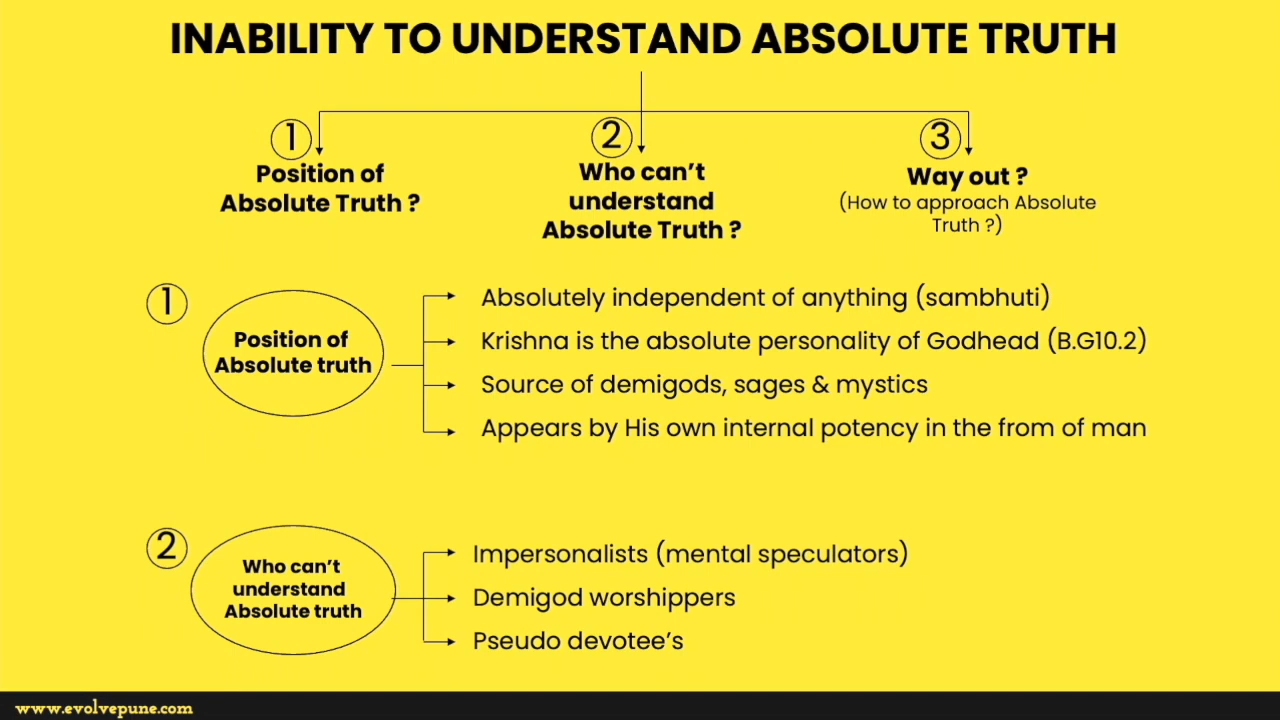 INABILITY TO UNDERSTAND ABSOLUTE TRUTH
1
Position of
Absolute Truth ?
2
Who can't
understand
Absolute Truth ?
3
Way out ?
(How to approach Absolute
Truth ?)
1
Position of
Absolute truth
Absolutely independent of anything (sambhuti)
Krishna is the absolute personality of Godhead (B.G10.2)
Source of demigods, sages & mystics
Appears by His own internal potency in the from of man
2
Who can't
understand
Absolute truth
Impersonalists (mental speculators)
Demigod worshippers
Pseudo devotee's
www.evolvepune.com